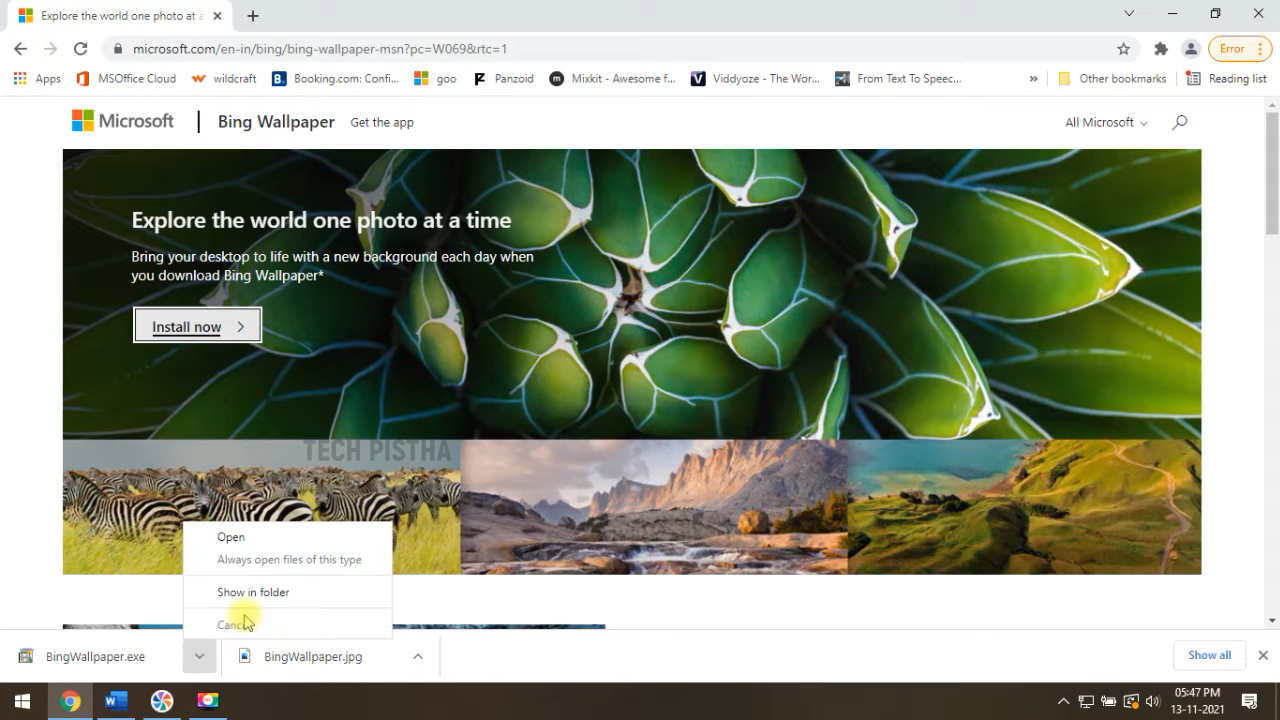 Explore the world one photo at a
microsoft.com/en-in/bing/bing-wallpaper-msn?pc=W069&rtc=1
Error
Apps
MSOffice Cloud
wildcraft
Booking.com: Confi...
goo
Panzoid
Mixkit - Awesome f...
Viddyoze - The Wor...
From Text To Speec...
»
Other bookmarks
Reading list
Microsoft
Bing Wallpaper
Get the app
All Microsoft
Explore the world one photo at a time
Bring your desktop to life with a new background each day when
you download Bing Wallpaper*
Install now
TECH PISTHA
Open
Always open files of this type
Show in folder
BingWallpaper.exe
BingWallpaper.jpg
Show all
05:47 PM
13-11-2021